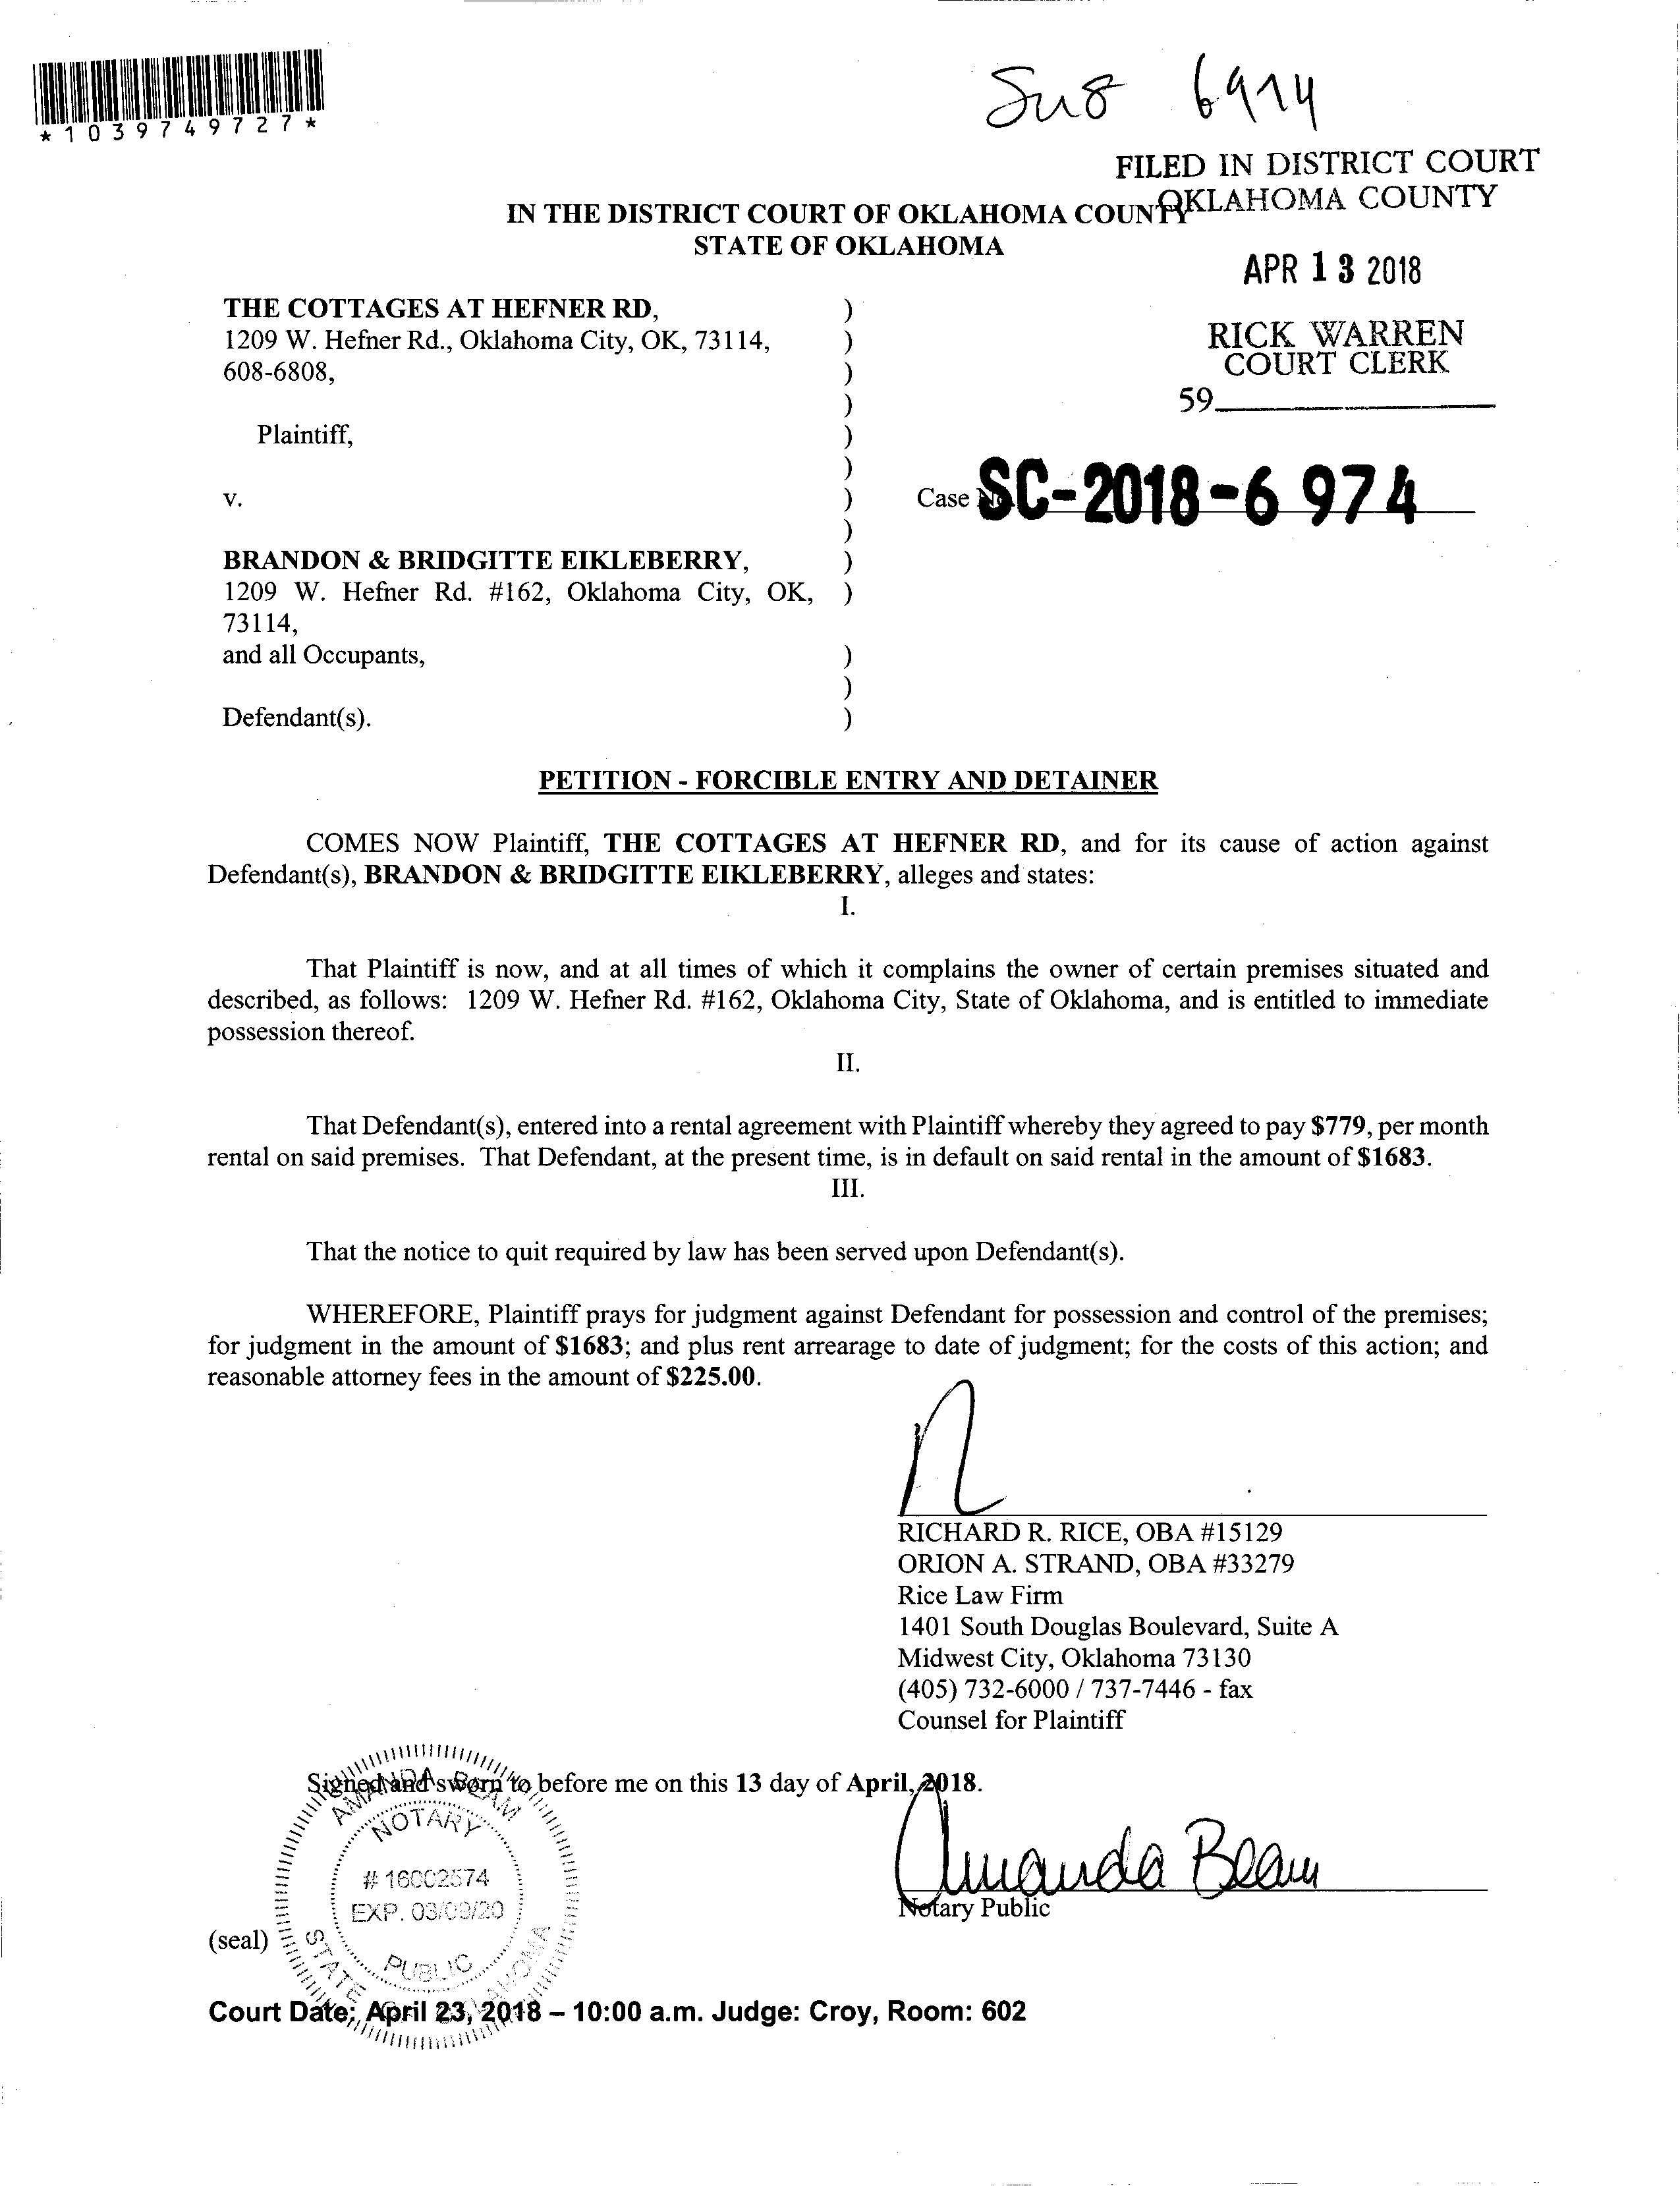 *1039749727*
6974
FILED IN DISTRICT COURT
OKLAHOMA COUNTY
IN THE DISTRICT COURT OF OKLAHOMA COUNTY
STATE OF OKLAHOMA
APR 13 2018
RICK WARREN
COURT CLERK
59
THE COTTAGES AT HEFNER RD, )
1209 W. Hefner Rd., Oklahoma City, OK, 73114, )
608-6808, )
)
Plaintiff, )
)
v. ) Case No. SC-2018-6974
)
BRANDON & BRIDGITTE EIKLEBERRY, )
1209 W. Hefner Rd. #162, Oklahoma City, OK, )
73114,
and all Occupants, )
)
Defendant(s). )
PETITION - FORCIBLE ENTRY AND DETAINER
COMES NOW Plaintiff, THE COTTAGES AT HEFNER RD, and for its cause of action against
Defendant(s), BRANDON & BRIDGITTE EIKLEBERRY, alleges and states:
I.
That Plaintiff is now, and at all times of which it complains the owner of certain premises situated and
described, as follows: 1209 W. Hefner Rd. #162, Oklahoma City, State of Oklahoma, and is entitled to immediate
possession thereof.
II.
That Defendant(s), entered into a rental agreement with Plaintiff whereby they agreed to pay $779, per month
rental on said premises. That Defendant, at the present time, is in default on said rental in the amount of $1683.
III.
That the notice to quit required by law has been served upon Defendant(s).
WHEREFORE, Plaintiff prays for judgment against Defendant for possession and control of the premises;
for judgment in the amount of $1683; and plus rent arrearage to date of judgment; for the costs of this action; and
reasonable attorney fees in the amount of $225.00.
RICHARD R. RICE, OBA #15129
ORION A. STRAND, OBA #33279
Rice Law Firm
1401 South Douglas Boulevard, Suite A
Midwest City, Oklahoma 73130
(405) 732-6000 / 737-7446 - fax
Counsel for Plaintiff
Signed and sworn to before me on this 13 day of April, 2018.
AMANDA BEAM
NOTARY
# 16002574
EXP. 03/09/20
PUBLIC
STATE OF OKLAHOMA
Amanda Beam
Notary Public
(seal)
Court Date: April 23, 2018 – 10:00 a.m. Judge: Croy, Room: 602